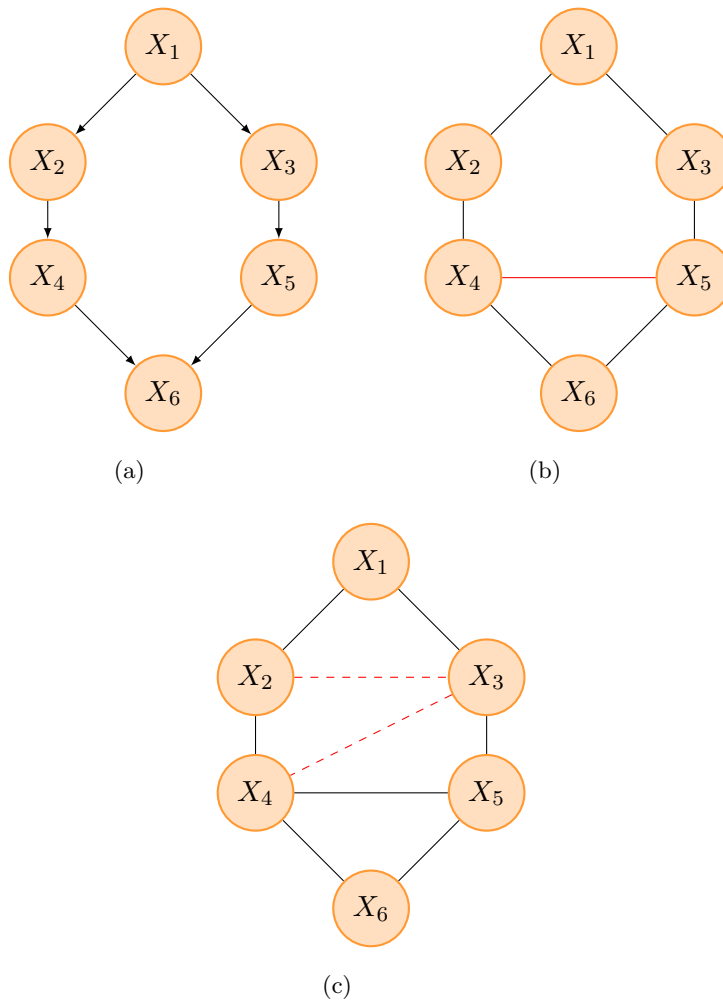 X₁ X₁
X₂ X₃ X₂ X₃
X₄ X₅ X₄ X₅
X₆ X₆
(a) (b)
X₁
X₂ X₃
X₄ X₅
X₆
(c)